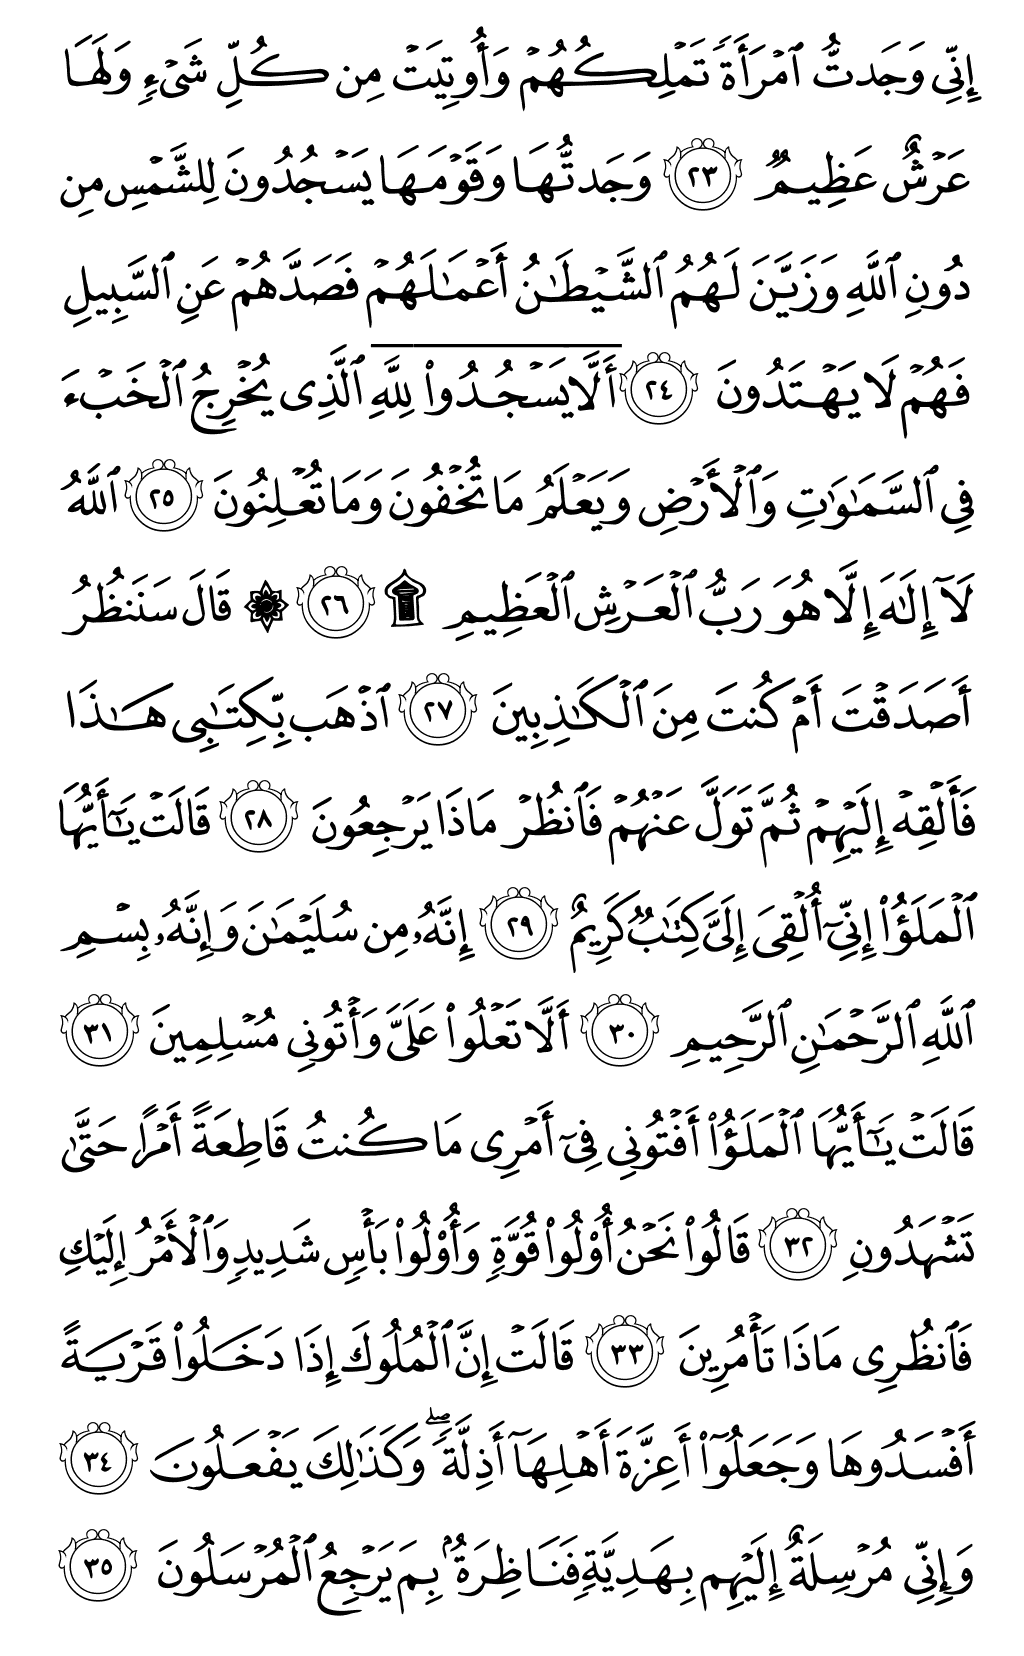 إِنِّي وَجَدتُّ ٱمْرَأَةً تَمْلِكُهُمْ وَأُوتِيَتْ مِن كُلِّ شَىْءٍ وَلَهَا
عَرْشٌ عَظِيمٌ ٢٣ وَجَدتُّهَا وَقَوْمَهَا يَسْجُدُونَ لِلشَّمْسِ مِن
دُونِ ٱللَّهِ وَزَيَّنَ لَهُمُ ٱلشَّيْطَٰنُ أَعْمَٰلَهُمْ فَصَدَّهُمْ عَنِ ٱلسَّبِيلِ
فَهُمْ لَا يَهْتَدُونَ ٢٤ أَلَّا يَسْجُدُوا۟ لِلَّهِ ٱلَّذِى يُخْرِجُ ٱلْخَبْءَ
فِى ٱلسَّمَٰوَٰتِ وَٱلْأَرْضِ وَيَعْلَمُ مَا تُخْفُونَ وَمَا تُعْلِنُونَ ٢٥ ٱللَّهُ
لَآ إِلَٰهَ إِلَّا هُوَ رَبُّ ٱلْعَرْشِ ٱلْعَظِيمِ ۩ ٢٦ ۞ قَالَ سَنَنظُرُ
أَصَدَقْتَ أَمْ كُنتَ مِنَ ٱلْكَٰذِبِينَ ٢٧ ٱذْهَب بِّكِتَٰبِى هَٰذَا
فَأَلْقِهْ إِلَيْهِمْ ثُمَّ تَوَلَّ عَنْهُمْ فَٱنظُرْ مَاذَا يَرْجِعُونَ ٢٨ قَالَتْ يَٰٓأَيُّهَا
ٱلْمَلَؤُا۟ إِنِّىٓ أُلْقِىَ إِلَىَّ كِتَٰبٌ كَرِيمٌ ٢٩ إِنَّهُۥ مِن سُلَيْمَٰنَ وَإِنَّهُۥ بِسْمِ
ٱللَّهِ ٱلرَّحْمَٰنِ ٱلرَّحِيمِ ٣٠ أَلَّا تَعْلُوا۟ عَلَىَّ وَأْتُونِى مُسْلِمِينَ ٣١
قَالَتْ يَٰٓأَيُّهَا ٱلْمَلَؤُا۟ أَفْتُونِى فِىٓ أَمْرِى مَا كُنتُ قَاطِعَةً أَمْرًا حَتَّىٰ
تَشْهَدُونِ ٣٢ قَالُوا۟ نَحْنُ أُو۟لُوا۟ قُوَّةٍ وَأُو۟لُوا۟ بَأْسٍ شَدِيدٍ وَٱلْأَمْرُ إِلَيْكِ
فَٱنظُرِى مَاذَا تَأْمُرِينَ ٣٣ قَالَتْ إِنَّ ٱلْمُلُوكَ إِذَا دَخَلُوا۟ قَرْيَةً
أَفْسَدُوهَا وَجَعَلُوٓا۟ أَعِزَّةَ أَهْلِهَآ أَذِلَّةً ۖ وَكَذَٰلِكَ يَفْعَلُونَ ٣٤
وَإِنِّى مُرْسِلَةٌ إِلَيْهِم بِهَدِيَّةٍ فَنَاظِرَةٌۢ بِمَ يَرْجِعُ ٱلْمُرْسَلُونَ ٣٥